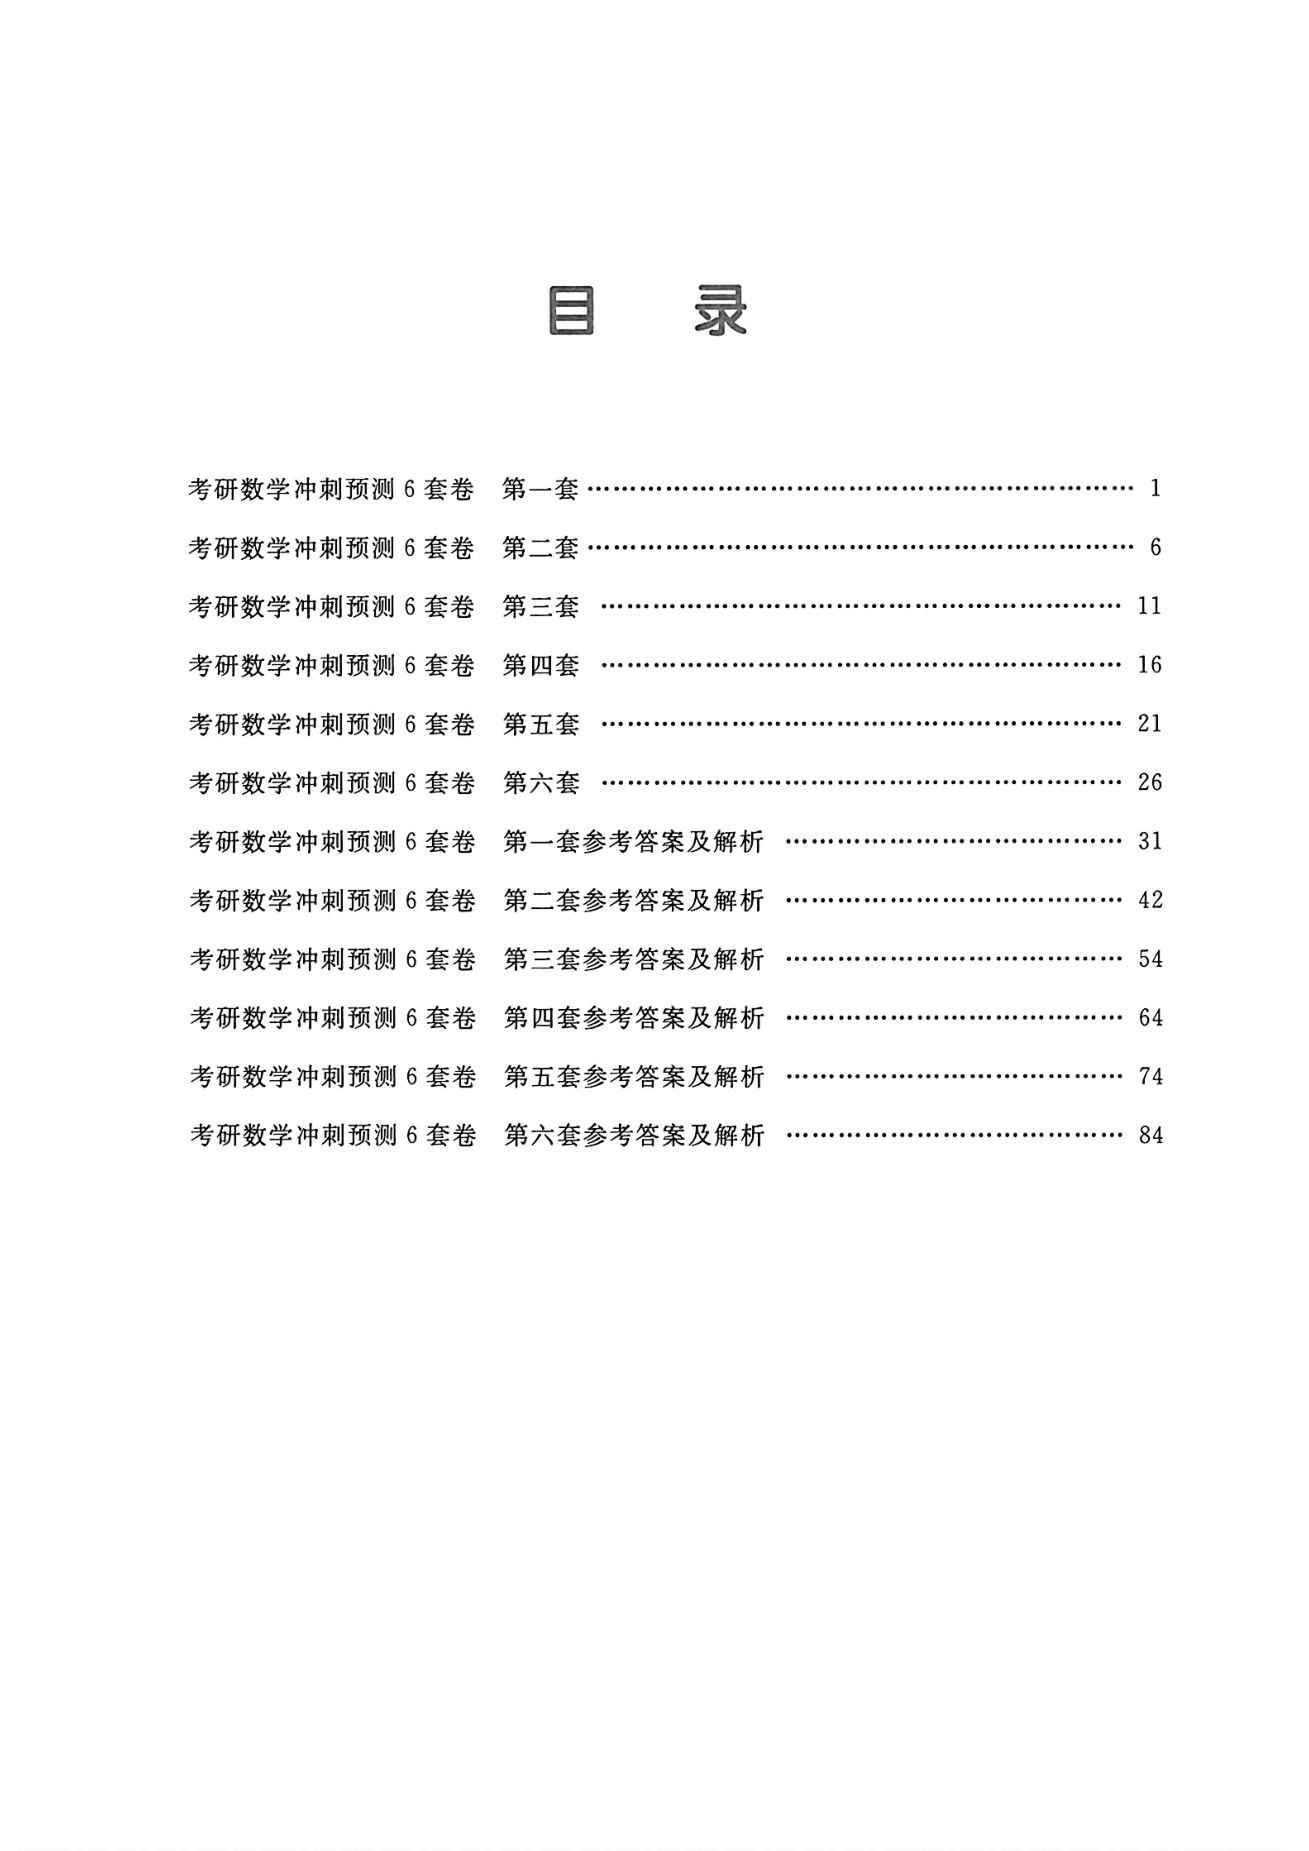 目 录
考研数学冲刺预测 6 套卷 第一套 …………………………………………………………… 1
考研数学冲刺预测 6 套卷 第二套 …………………………………………………………… 6
考研数学冲刺预测 6 套卷 第三套 ………………………………………………………… 11
考研数学冲刺预测 6 套卷 第四套 ………………………………………………………… 16
考研数学冲刺预测 6 套卷 第五套 ………………………………………………………… 21
考研数学冲刺预测 6 套卷 第六套 ………………………………………………………… 26
考研数学冲刺预测 6 套卷 第一套参考答案及解析 …………………………………… 31
考研数学冲刺预测 6 套卷 第二套参考答案及解析 …………………………………… 42
考研数学冲刺预测 6 套卷 第三套参考答案及解析 …………………………………… 54
考研数学冲刺预测 6 套卷 第四套参考答案及解析 …………………………………… 64
考研数学冲刺预测 6 套卷 第五套参考答案及解析 …………………………………… 74
考研数学冲刺预测 6 套卷 第六套参考答案及解析 …………………………………… 84